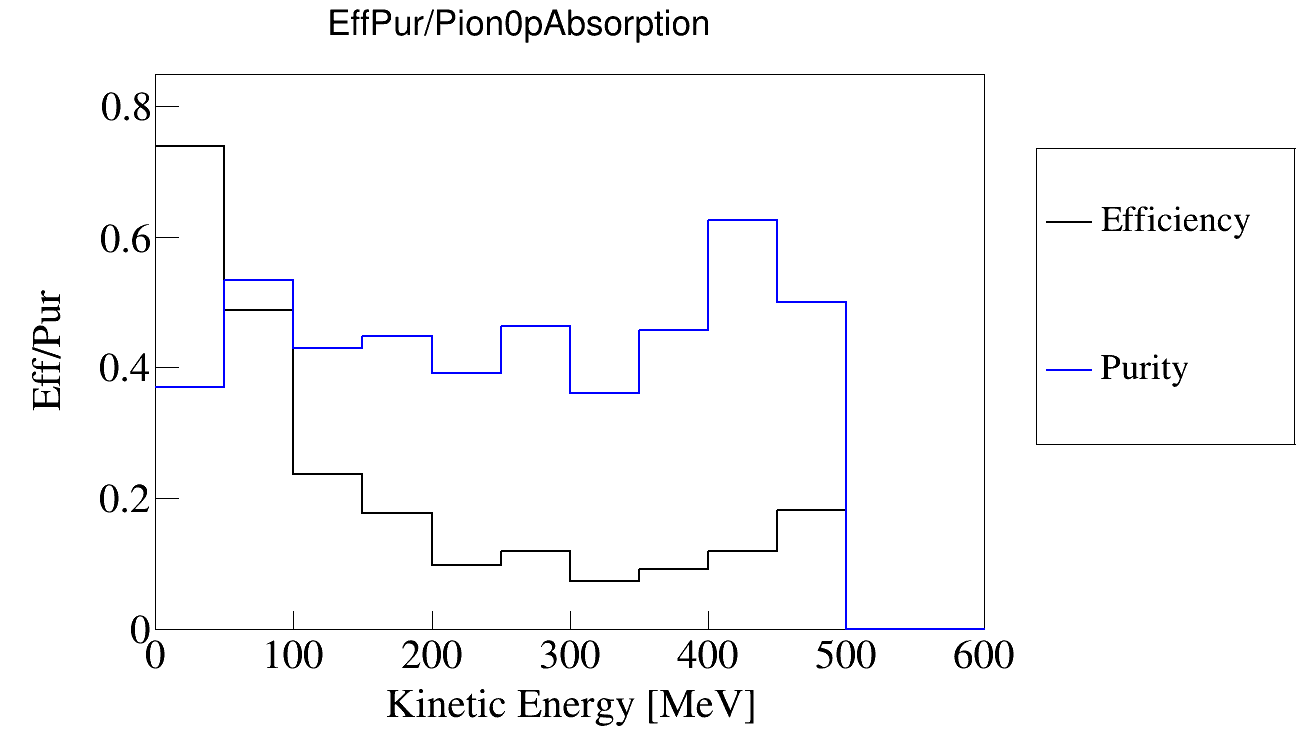 EffPur/Pion0pAbsorption
0.8
0.6
0.4
0.2
0
Eff/Pur
0 100 200 300 400 500 600
Kinetic Energy [MeV]
Efficiency
Purity